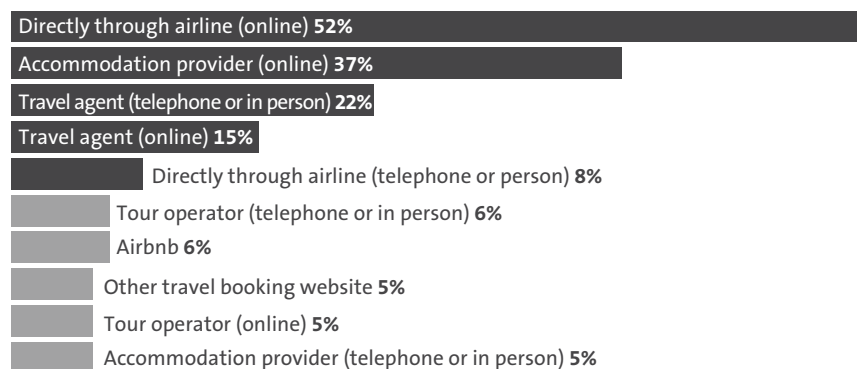 Directly through airline (online) 52%
Accommodation provider (online) 37%
Travel agent (telephone or in person) 22%
Travel agent (online) 15%
Directly through airline (telephone or person) 8%
Tour operator (telephone or in person) 6%
Airbnb 6%
Other travel booking website 5%
Tour operator (online) 5%
Accommodation provider (telephone or in person) 5%